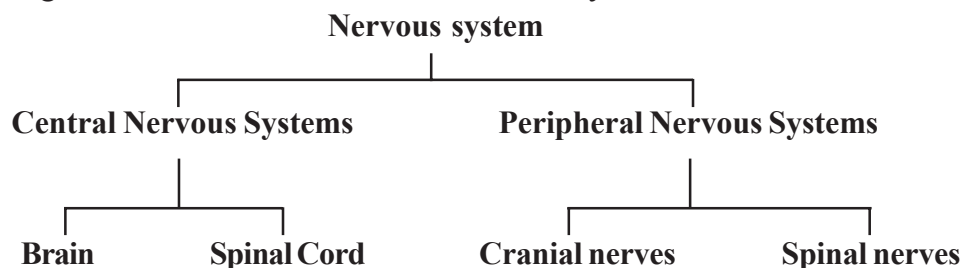 Nervous system
Central Nervous Systems Peripheral Nervous Systems
Brain Spinal Cord Cranial nerves Spinal nerves